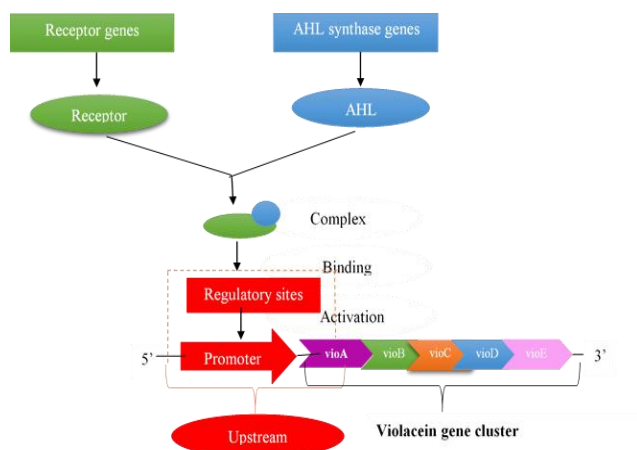 Receptor genes
AHL synthase genes
Receptor
AHL
Complex
Binding
Regulatory sites
Activation
5’
Promoter
vioA
vioB
vioC
vioD
vioE
3’
Upstream
Violacein gene cluster